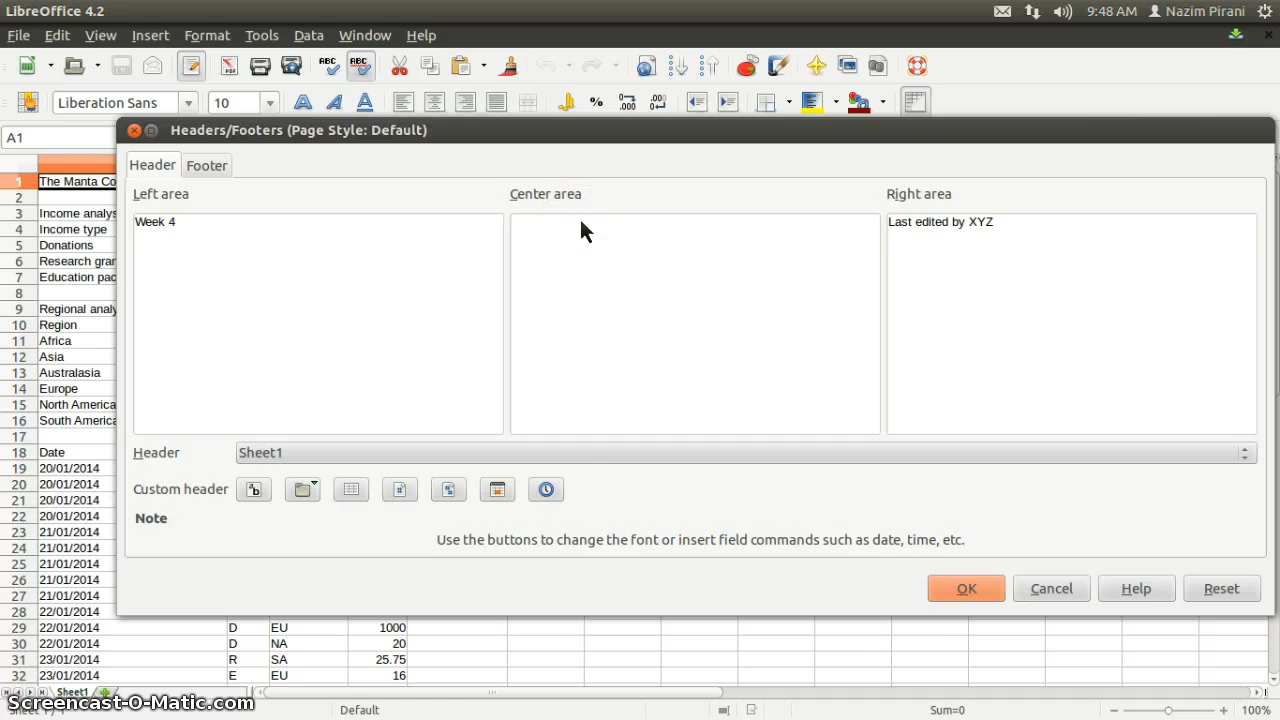 LibreOffice 4.2
9:48 AM Nazim Pirani
File Edit View Insert Format Tools Data Window Help
Liberation Sans 10
A1
Headers/Footers (Page Style: Default)
Header Footer
Left area Center area Right area
Week 4 Last edited by XYZ
Header Sheet1
Custom header
Note
Use the buttons to change the font or insert field commands such as date, time, etc.
OK Cancel Help Reset
1 The Manta Co
2
3 Income analys
4 Income type
5 Donations
6 Research gran
7 Education pac
8
9 Regional analy
10 Region
11 Africa
12 Asia
13 Australasia
14 Europe
15 North America
16 South America
17
18 Date
19 20/01/2014
20 20/01/2014
21 20/01/2014
22 20/01/2014
23 21/01/2014
24 21/01/2014
25 21/01/2014
26 21/01/2014
27 21/01/2014
28 22/01/2014
29 22/01/2014 D EU 1000
30 22/01/2014 D NA 20
31 23/01/2014 R SA 25.75
32 23/01/2014 E EU 16
Sheet1
Screencast-O-Matic.com
Default Sum=0 100%